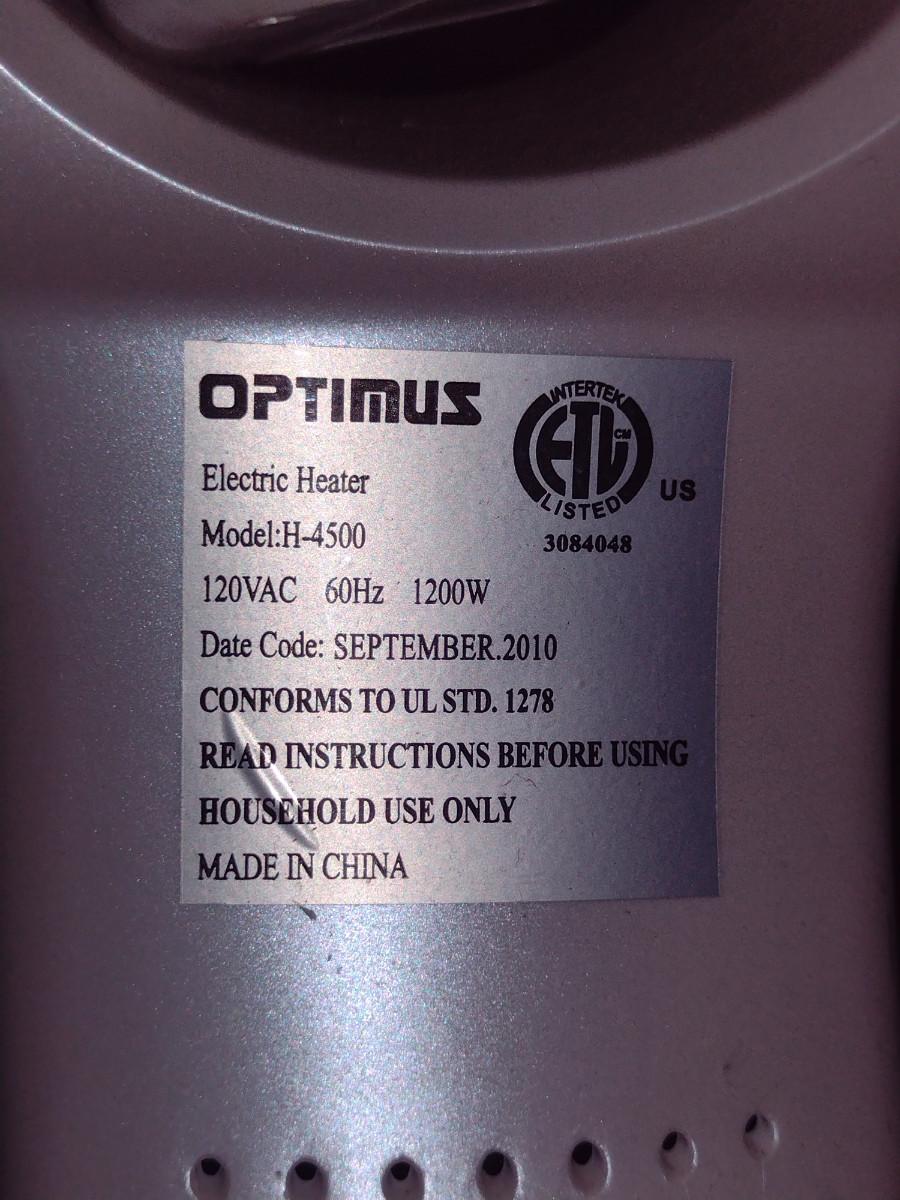 OPTIMUS
INTERTEK
ETL CM
LISTED
US
3084048
Electric Heater
Model:H-4500
120VAC 60Hz 1200W
Date Code: SEPTEMBER.2010
CONFORMS TO UL STD. 1278
READ INSTRUCTIONS BEFORE USING
HOUSEHOLD USE ONLY
MADE IN CHINA